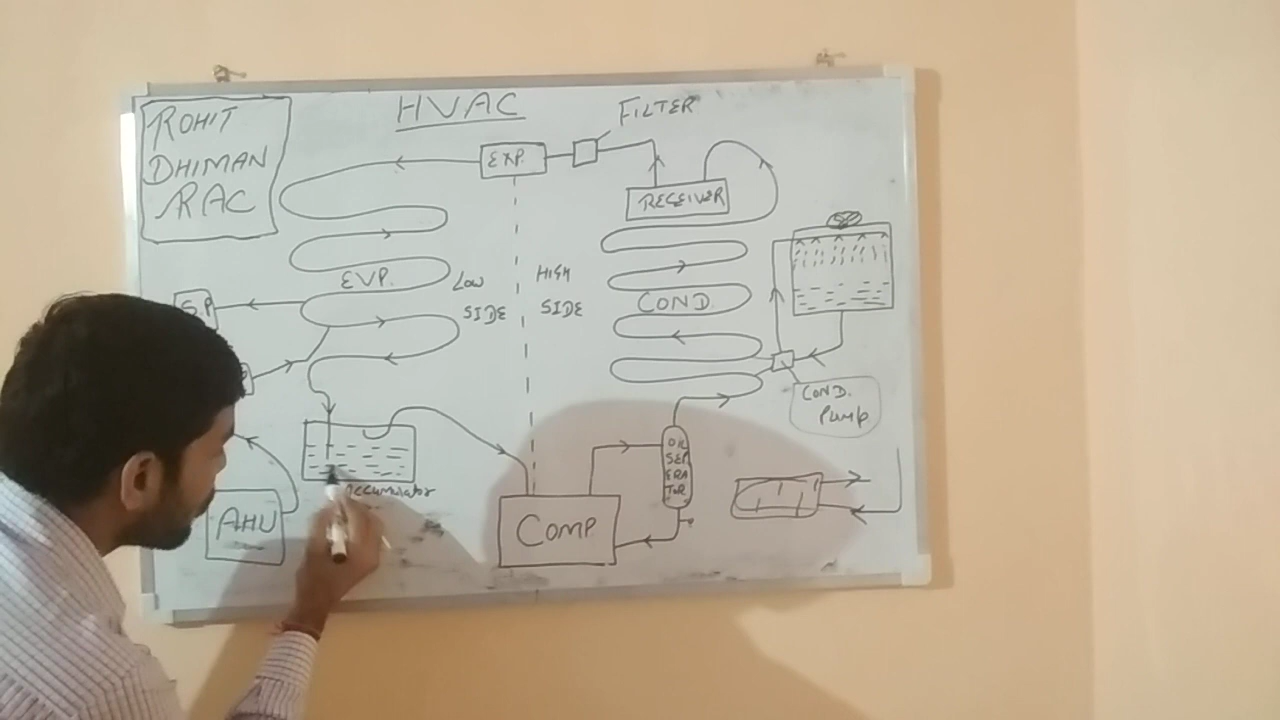 HVAC
ROHIT
DHIMAN
RAC
FILTER
EXP.
RECEIVER
EVP.
LOW
SIDE
HIGH
SIDE
COND
S.P
COND.
Pump.
OIL
SEP
ERA
TOR
Accumulator
AHU
COMP.